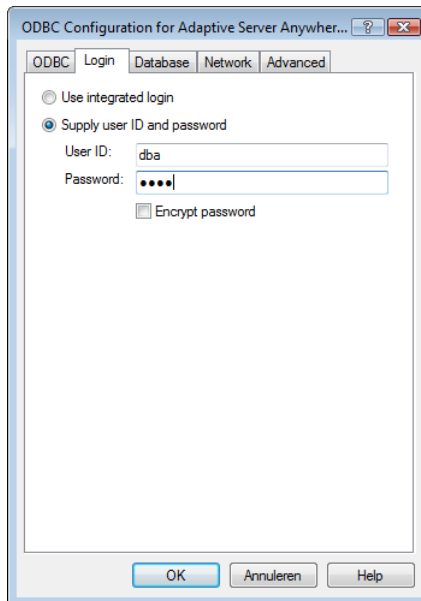 ODBC Configuration for Adaptive Server Anywher...
ODBC Login Database Network Advanced
Use integrated login
Supply user ID and password
User ID: dba
Password: ●●●●
Encrypt password
OK Annuleren Help